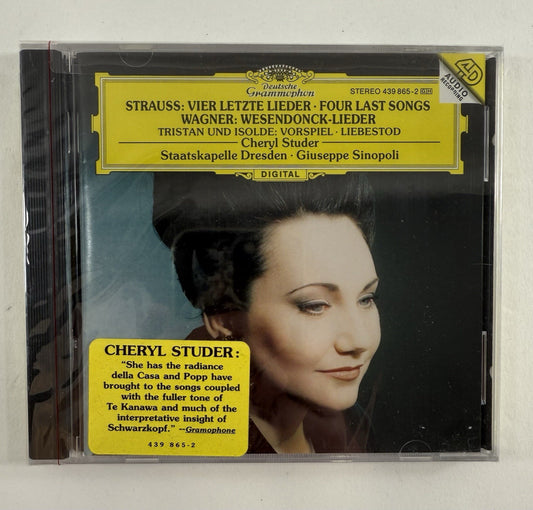 Deutsche
Grammophon
STEREO 439 865-2 GH
4D
AUDIO
RECORDING
STRAUSS: VIER LETZTE LIEDER · FOUR LAST SONGS
WAGNER: WESENDONCK-LIEDER
TRISTAN UND ISOLDE: VORSPIEL · LIEBESTOD
Cheryl Studer
Staatskapelle Dresden · Giuseppe Sinopoli
DIGITAL
CHERYL STUDER:
“She has the radiance
della Casa and Popp have
brought to the songs coupled
with the fuller tone of
Te Kanawa and much of the
interpretative insight of
Schwarzkopf.” --Gramophone
439 865-2